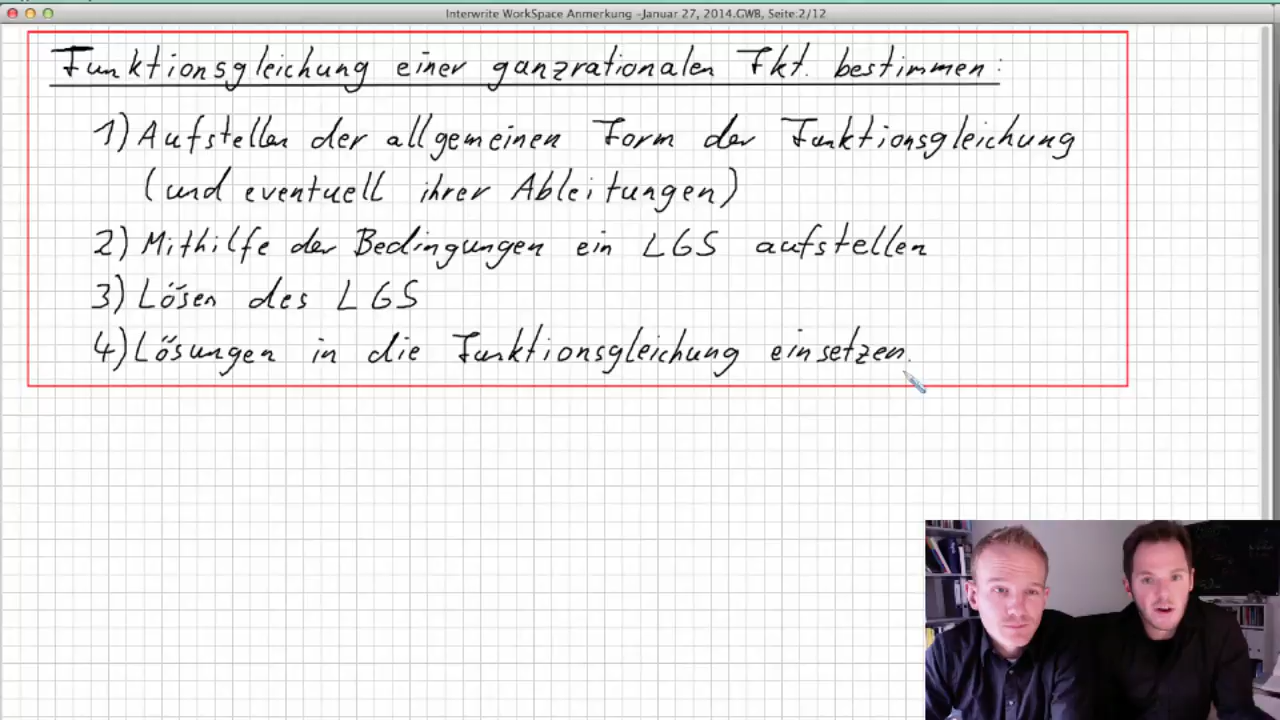 Interwrite WorkSpace Anmerkung -Januar 27, 2014.GWB, Seite:2/12
Funktionsgleichung einer ganzrationalen Fkt. bestimmen:
1) Aufstellen der allgemeinen Form der Funktionsgleichung
(und eventuell ihrer Ableitungen)
2) Mithilfe der Bedingungen ein LGS aufstellen
3) Lösen des LGS
4) Lösungen in die Funktionsgleichung einsetzen.